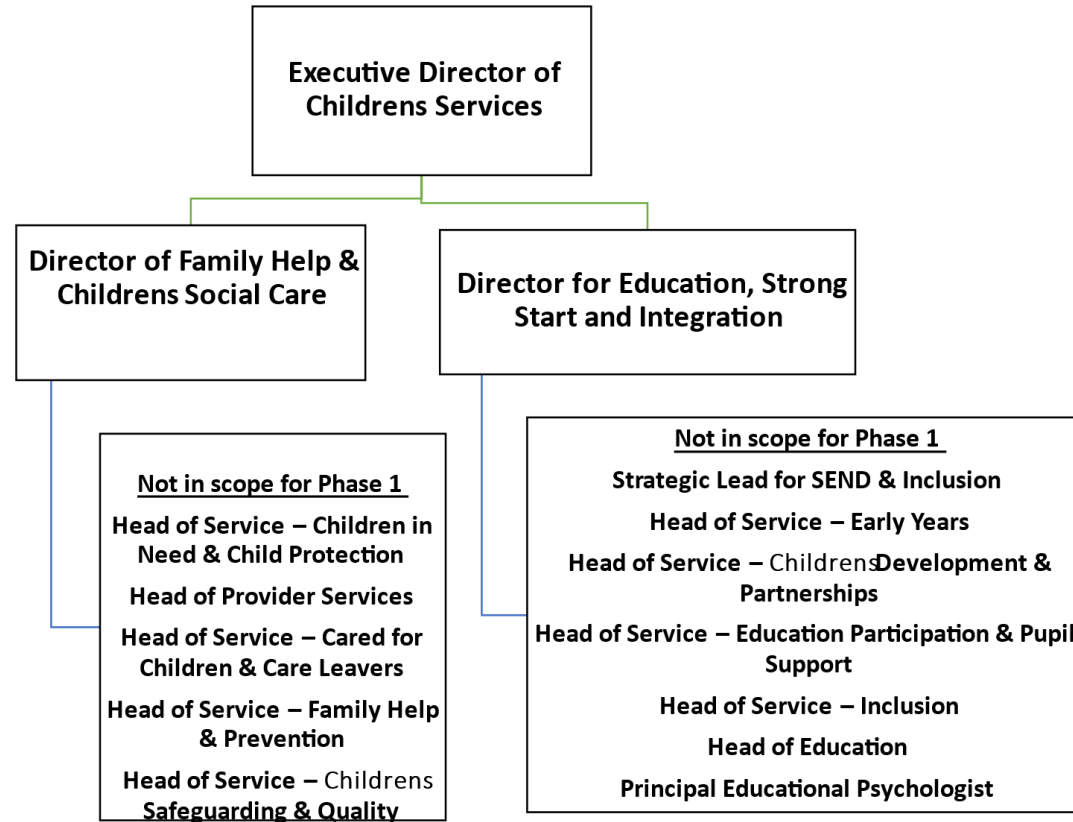 Executive Director of
Childrens Services
Director of Family Help &
Childrens Social Care
Director for Education, Strong
Start and Integration
Not in scope for Phase 1
Head of Service – Children in
Need & Child Protection
Head of Provider Services
Head of Service – Cared for
Children & Care Leavers
Head of Service – Family Help
& Prevention
Head of Service – Childrens
Safeguarding & Quality
Not in scope for Phase 1
Strategic Lead for SEND & Inclusion
Head of Service – Early Years
Head of Service – ChildrensDevelopment &
Partnerships
Head of Service – Education Participation & Pupil
Support
Head of Service – Inclusion
Head of Education
Principal Educational Psychologist